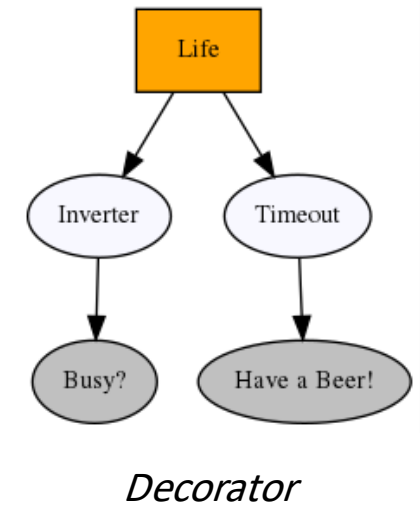 Life
Inverter
Timeout
Busy?
Have a Beer!
Decorator